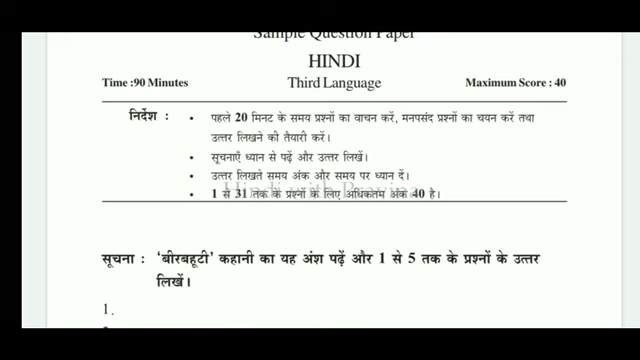 Sample Question Paper
HINDI
Time :90 Minutes Third Language Maximum Score : 40
निर्देश : • पहले 20 मिनट के समय प्रश्नों का वाचन करें, मनपसंद प्रश्नों का चयन करें तथा
उत्तर लिखने की तैयारी करें।
• सूचनाएँ ध्यान से पढ़ें और उत्तर लिखें।
• उत्तर लिखते समय अंक और समय पर ध्यान दें।
Hindi with Pravina
• 1 से 31 तक के प्रश्नों के लिए अधिकतम अंक 40 है।
सूचना : ‘बीरबहूटी’ कहानी का यह अंश पढ़ें और 1 से 5 तक के प्रश्नों के उत्तर
लिखें।
1.